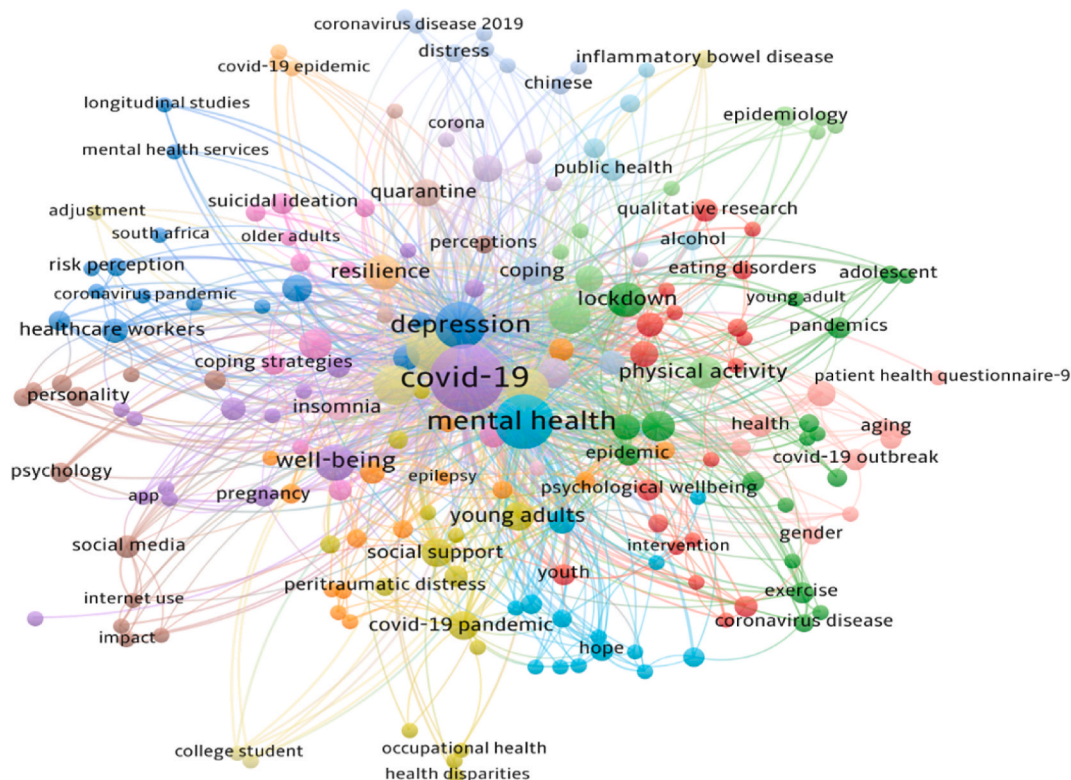 coronavirus disease 2019
distress
inflammatory bowel disease
covid-19 epidemic
chinese
longitudinal studies
corona
epidemiology
mental health services
public health
quarantine
suicidal ideation
adjustment
qualitative research
south africa
older adults
perceptions
alcohol
risk perception
resilience
coping
eating disorders
adolescent
coronavirus pandemic
lockdown
young adult
healthcare workers
depression
pandemics
coping strategies
covid-19
physical activity
patient health questionnaire-9
personality
insomnia
mental health
health
aging
epidemic
covid-19 outbreak
well-being
psychology
epilepsy
psychological wellbeing
app
pregnancy
young adults
gender
social media
social support
intervention
youth
peritraumatic distress
exercise
internet use
covid-19 pandemic
coronavirus disease
impact
hope
college student
occupational health
health disparities